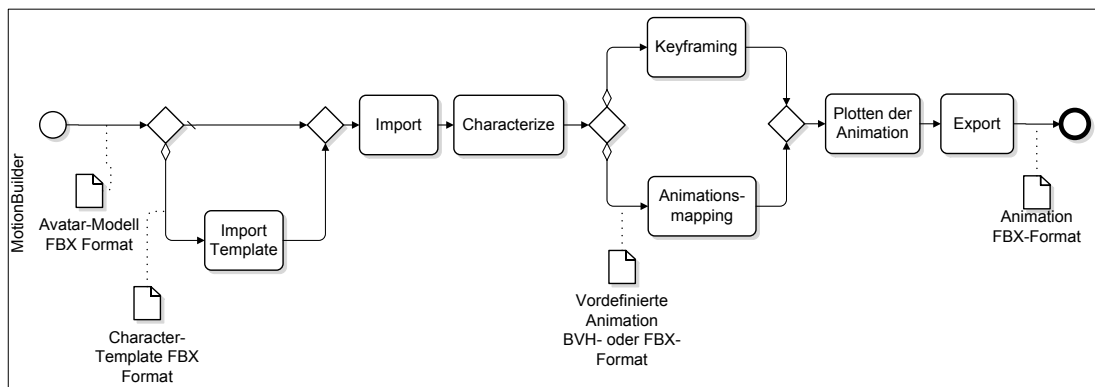 MotionBuilder
Avatar-Modell
FBX Format
Character-
Template FBX
Format
Import
Template
Import
Characterize
Keyframing
Animations-
mapping
Vordefinierte
Animation
BVH- oder FBX-
Format
Plotten der
Animation
Export
Animation
FBX-Format